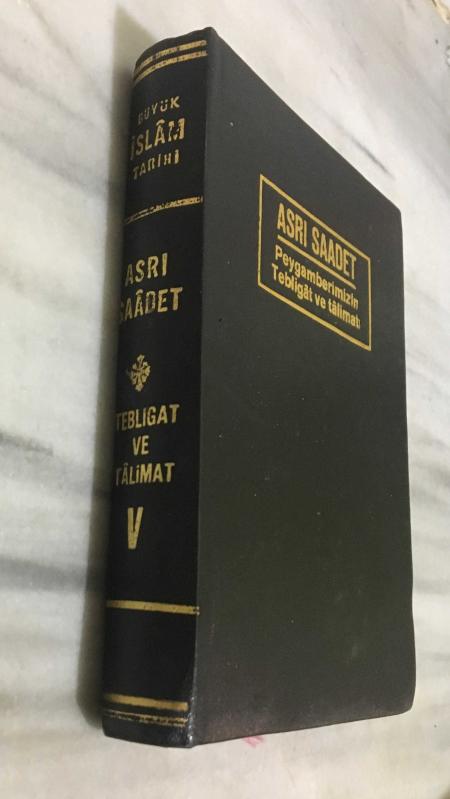 BÜYÜK
İSLÂM
TARİHİ
ASRI
SAÂDET
TEBLİGAT
VE
TÂLİMAT
V
ASRI SAADET
Peygamberimizin
Tebligât ve tâlimatı